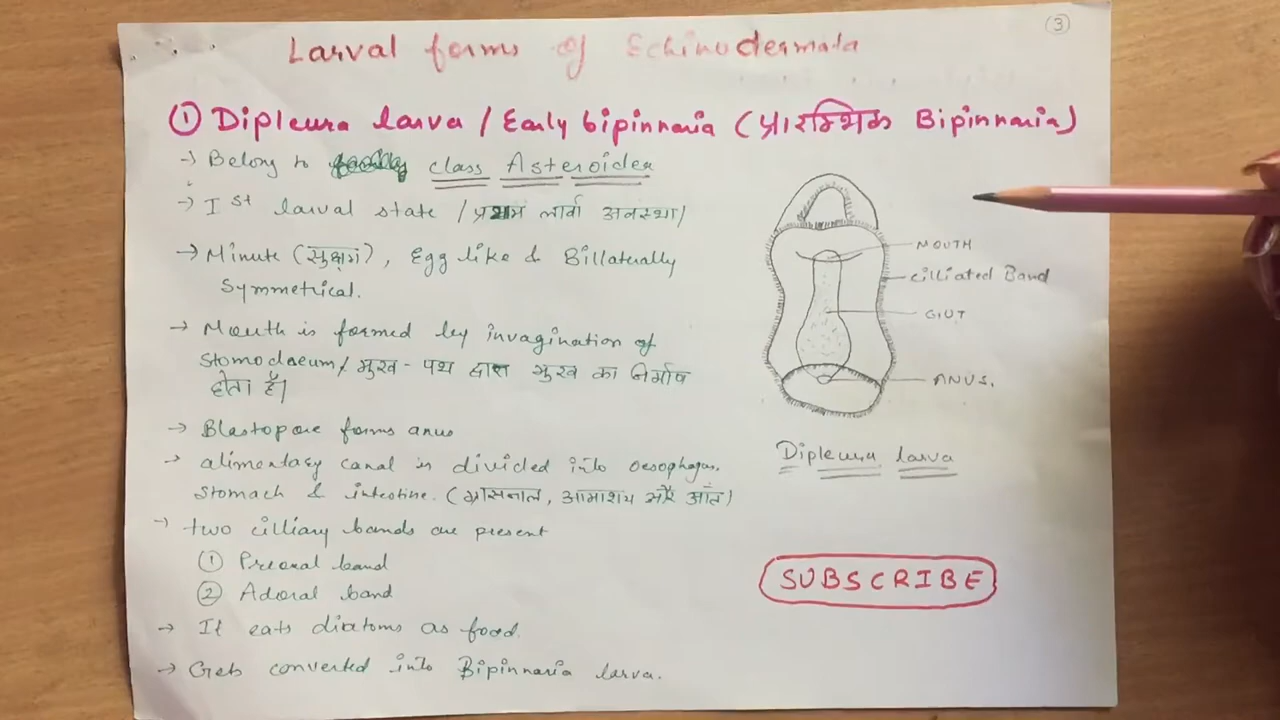 3
Larval forms of Echinodermata
① Dipleura larva / Early bipinnaria (प्रारम्भिक Bipinnaria)
→ Belong to class Asteroidea
→ Ist larval state / प्रथम लार्वा अवस्था/
→ Minute (सुक्ष्म), Egg like & Billaterally
Symmetrical.
→ Mouth is formed by invagination of
Stomodaeum / मुख-पथ द्वारा मुख का निर्माण
होता है/
→ Blastopore forms anus
→ alimentary canal is divided into oesophagus,
stomach & intestine. (ग्रासनाल, आमाशय और आँत)
→ two cilliary bands are present
① Preoral band
② Adoral band
→ It eats diatoms as food.
→ Gets converted into Bipinnaria larva.
MOUTH
Cilliated Band
GIUT
ANUS.
Dipleura larva
SUBSCRIBE